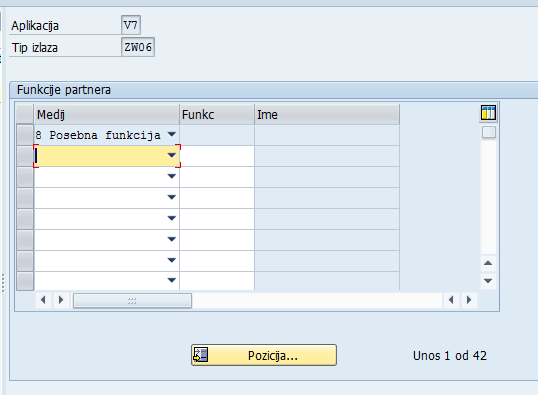 Aplikacija V7
Tip izlaza ZW06
Funkcije partnera
Medij Funkc Ime
8 Posebna funkcija
Pozicija... Unos 1 od 42